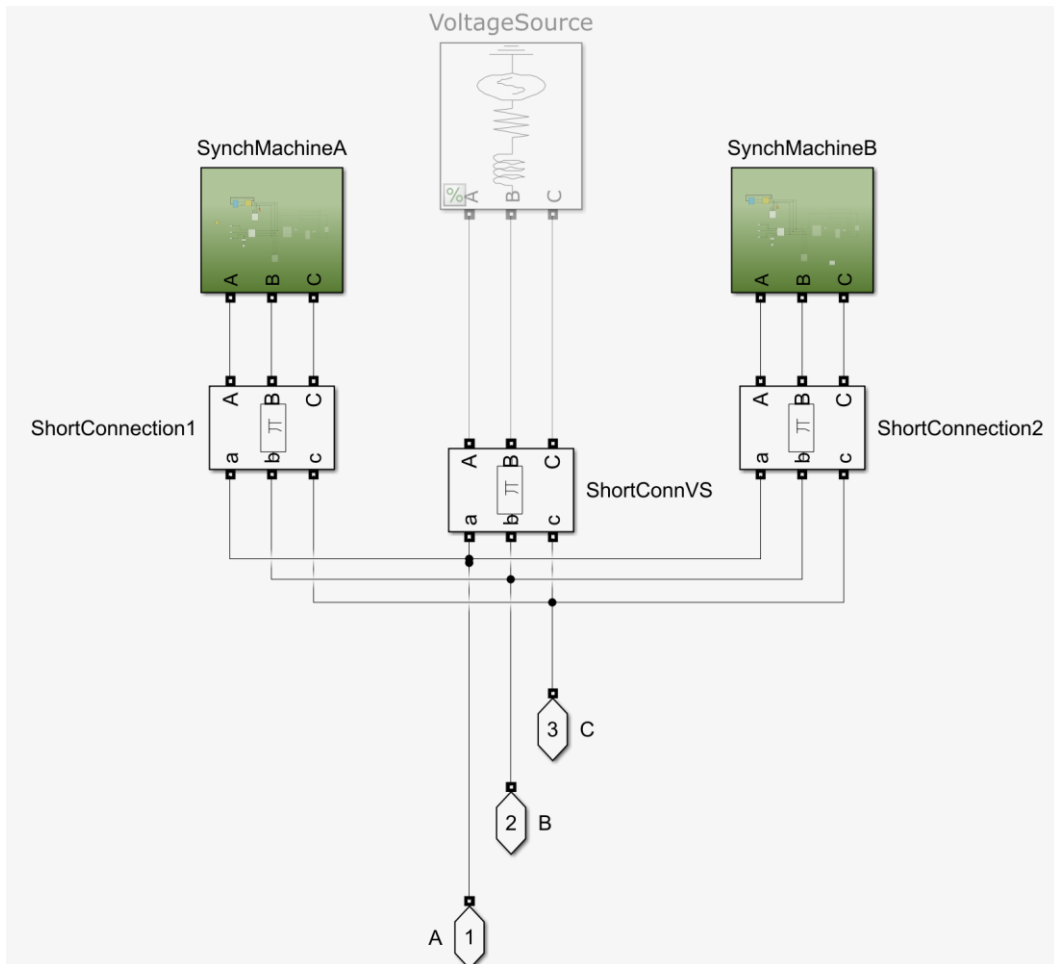 VoltageSource
SynchMachineA
SynchMachineB
%
A B C
A B C
A B C
A B C
A B C
ShortConnection1
π
a b c
ShortConnection2
π
a b c
A B C
ShortConnVS
π
a b c
3 C
2 B
A 1